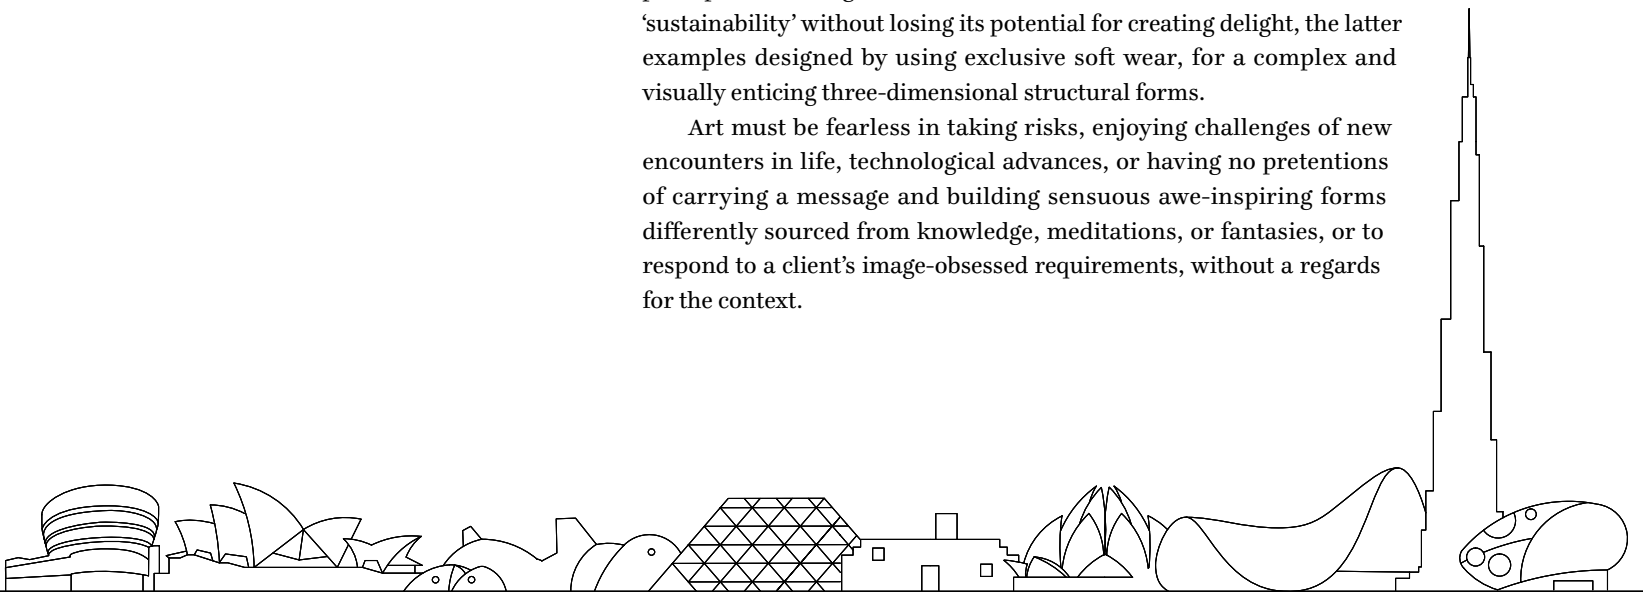 ‘sustainability’ without losing its potential for creating delight, the latter
examples designed by using exclusive soft wear, for a complex and
visually enticing three-dimensional structural forms.
Art must be fearless in taking risks, enjoying challenges of new
encounters in life, technological advances, or having no pretentions
of carrying a message and building sensuous awe-inspiring forms
differently sourced from knowledge, meditations, or fantasies, or to
respond to a client’s image-obsessed requirements, without a regards
for the context.